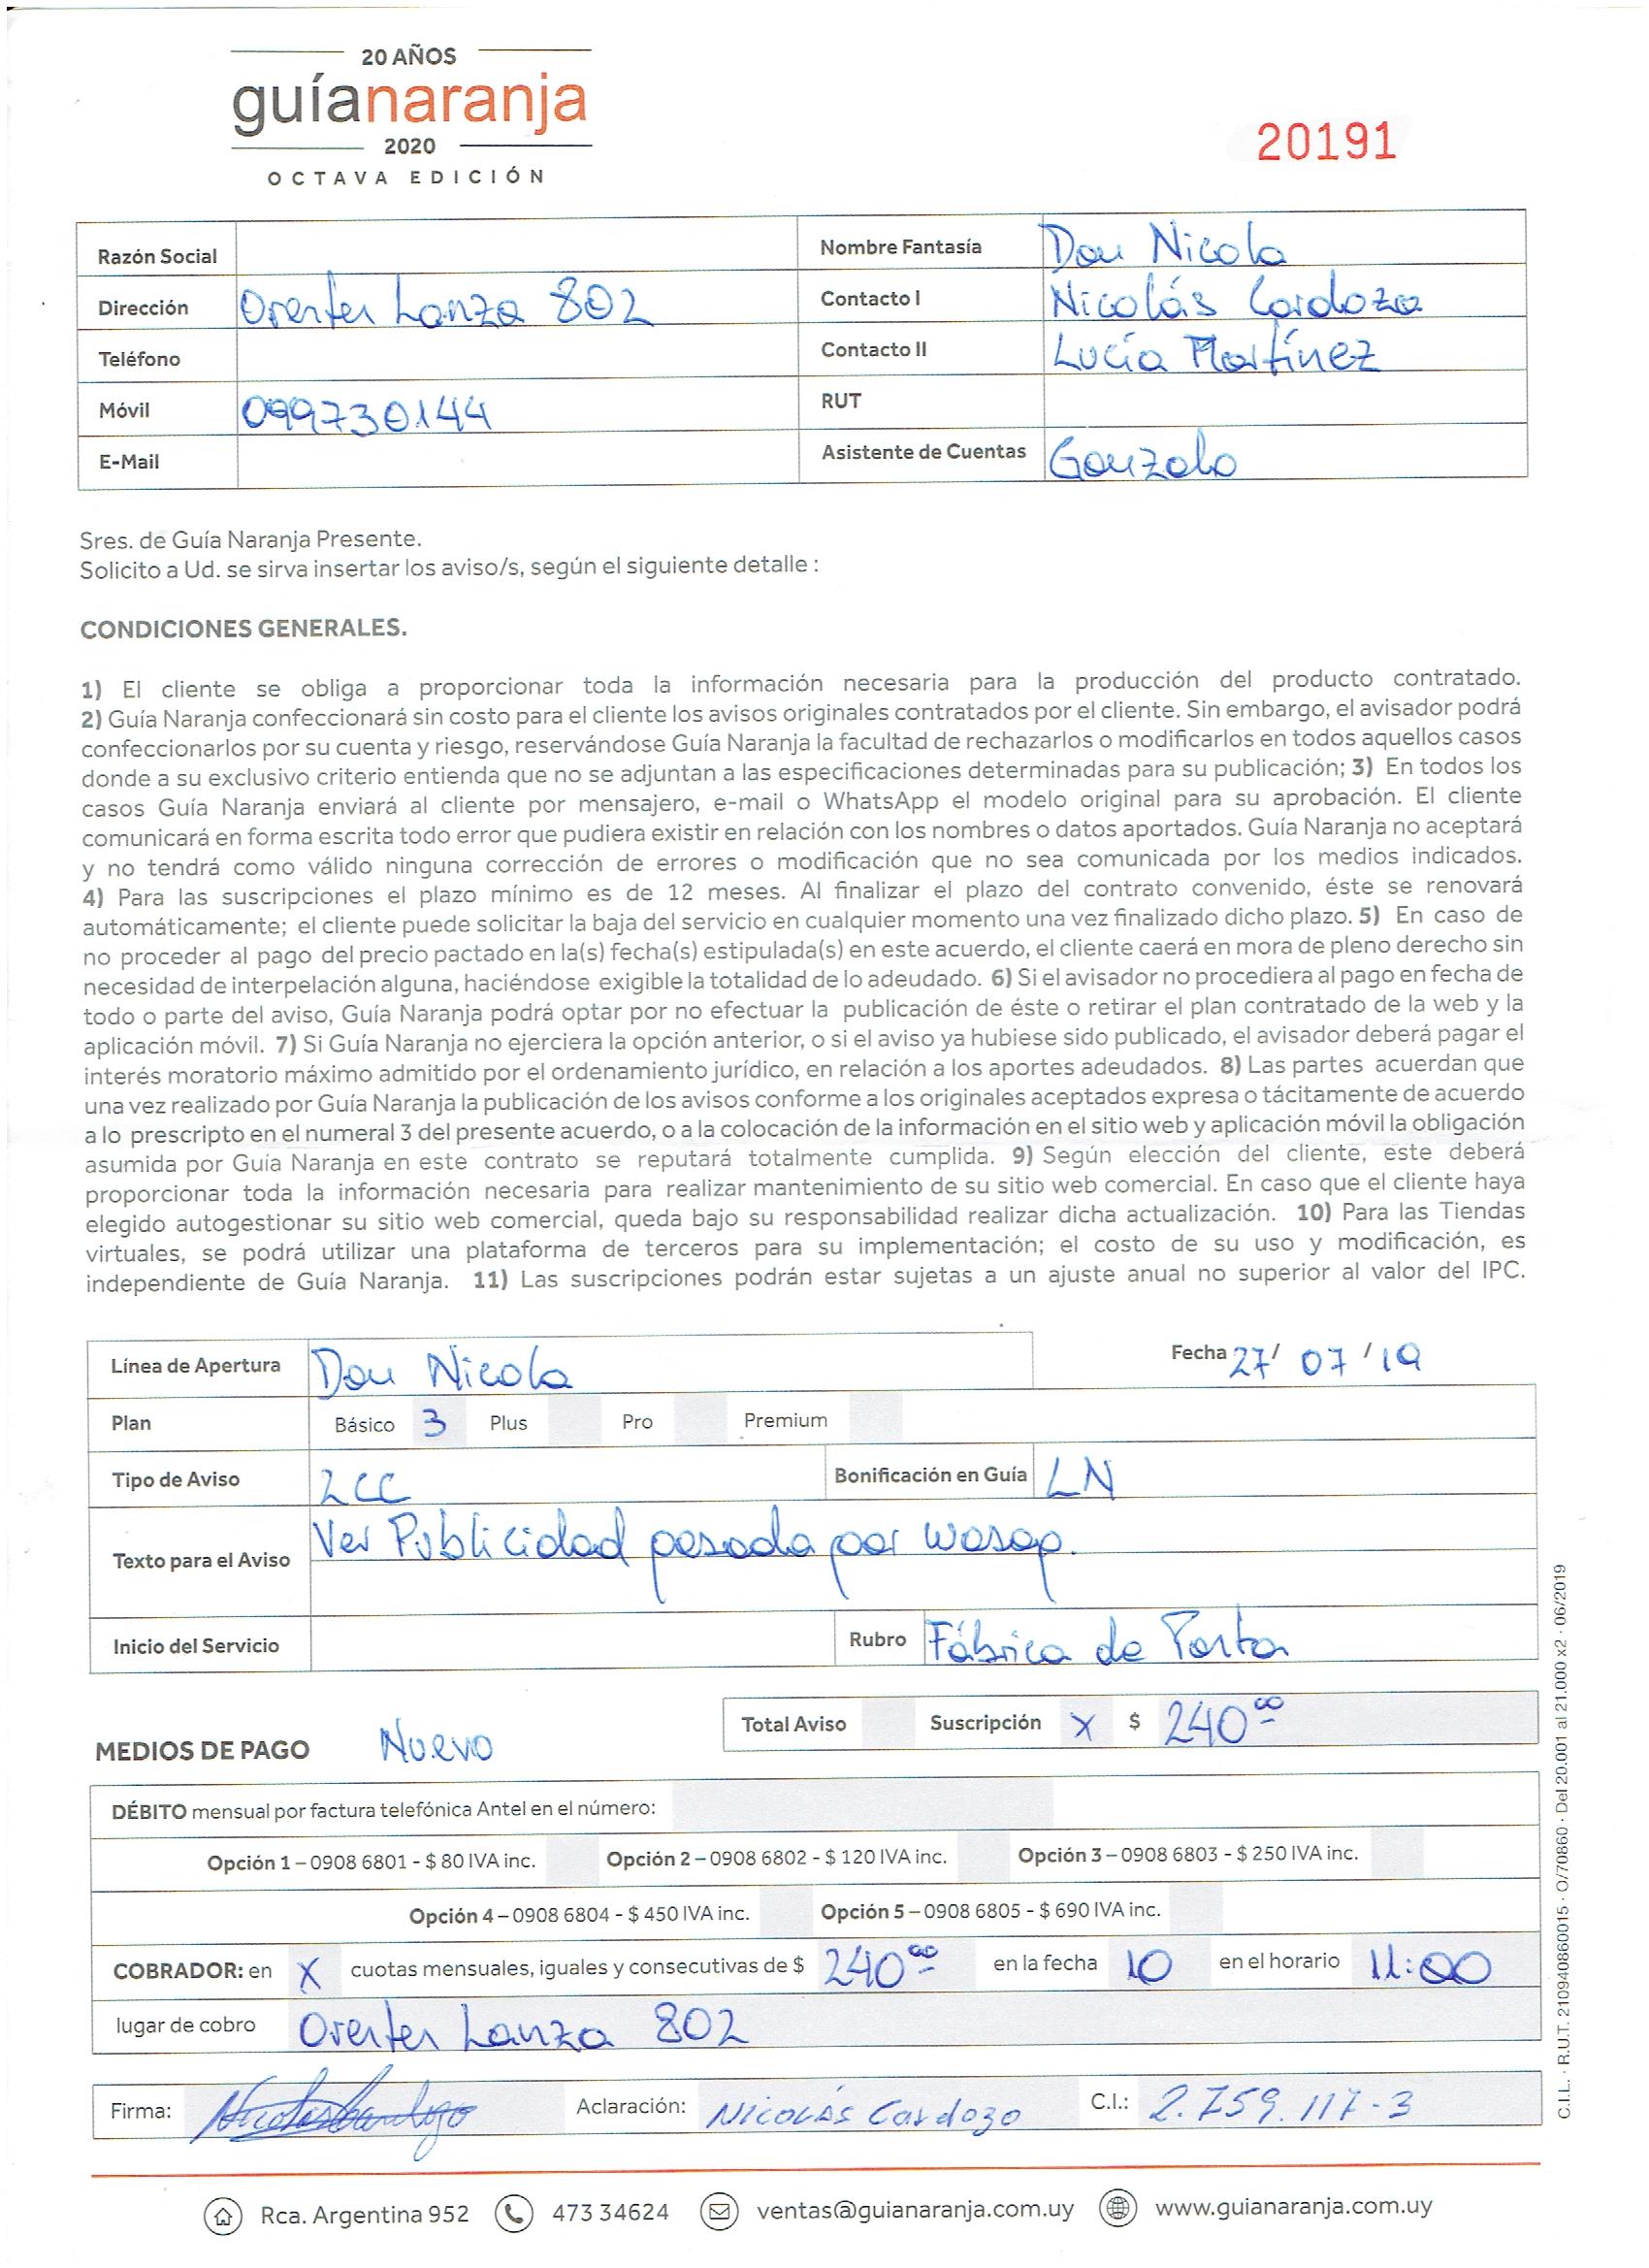 20 AÑOS
guíanaranja
2020
OCTAVA EDICIÓN
20191
Razón Social
Nombre Fantasía Don Nicola
Dirección Orester Lanza 802
Contacto I Nicolás Cardozo
Teléfono
Contacto II Lucía Martínez
Móvil 099730144
RUT
E-Mail
Asistente de Cuentas Gonzalo
Sres. de Guía Naranja Presente.
Solicito a Ud. se sirva insertar los aviso/s, según el siguiente detalle :
CONDICIONES GENERALES.
1) El cliente se obliga a proporcionar toda la información necesaria para la producción del producto contratado.
2) Guía Naranja confeccionará sin costo para el cliente los avisos originales contratados por el cliente. Sin embargo, el avisador podrá
confeccionarlos por su cuenta y riesgo, reservándose Guía Naranja la facultad de rechazarlos o modificarlos en todos aquellos casos
donde a su exclusivo criterio entienda que no se adjuntan a las especificaciones determinadas para su publicación; 3) En todos los
casos Guía Naranja enviará al cliente por mensajero, e-mail o WhatsApp el modelo original para su aprobación. El cliente
comunicará en forma escrita todo error que pudiera existir en relación con los nombres o datos aportados. Guía Naranja no aceptará
y no tendrá como válido ninguna corrección de errores o modificación que no sea comunicada por los medios indicados.
4) Para las suscripciones el plazo mínimo es de 12 meses. Al finalizar el plazo del contrato convenido, éste se renovará
automáticamente; el cliente puede solicitar la baja del servicio en cualquier momento una vez finalizado dicho plazo. 5) En caso de
no proceder al pago del precio pactado en la(s) fecha(s) estipulada(s) en este acuerdo, el cliente caerá en mora de pleno derecho sin
necesidad de interpelación alguna, haciéndose exigible la totalidad de lo adeudado. 6) Si el avisador no procediera al pago en fecha de
todo o parte del aviso, Guía Naranja podrá optar por no efectuar la publicación de éste o retirar el plan contratado de la web y la
aplicación móvil. 7) Si Guía Naranja no ejerciera la opción anterior, o si el aviso ya hubiese sido publicado, el avisador deberá pagar el
interés moratorio máximo admitido por el ordenamiento jurídico, en relación a los aportes adeudados. 8) Las partes acuerdan que
una vez realizado por Guía Naranja la publicación de los avisos conforme a los originales aceptados expresa o tácitamente de acuerdo
a lo prescripto en el numeral 3 del presente acuerdo, o a la colocación de la información en el sitio web y aplicación móvil la obligación
asumida por Guía Naranja en este contrato se reputará totalmente cumplida. 9) Según elección del cliente, éste deberá
proporcionar toda la información necesaria para realizar mantenimiento de su sitio web comercial. En caso que el cliente haya
elegido autogestionar su sitio web comercial, queda bajo su responsabilidad realizar dicha actualización. 10) Para las Tiendas
virtuales, se podrá utilizar una plataforma de terceros para su implementación; el costo de su uso y modificación, es
independiente de Guía Naranja. 11) Las suscripciones podrán estar sujetas a un ajuste anual no superior al valor del IPC.
Línea de Apertura Don Nicola
Fecha 27/ 07 /19
Plan Básico 3 Plus Pro Premium
Tipo de Aviso 2CC Bonificación en Guía LN
Texto para el Aviso Ver Publicidad pasada por wasap.
Inicio del Servicio Rubro Fábrica de Torta
Total Aviso Suscripción X $ 240 00
MEDIOS DE PAGO Nuevo
DÉBITO mensual por factura telefónica Antel en el número:
Opción 1 – 0908 6801 - $ 80 IVA inc. Opción 2 – 0908 6802 - $ 120 IVA inc. Opción 3 – 0908 6803 - $ 250 IVA inc.
Opción 4 – 0908 6804 - $ 450 IVA inc. Opción 5 – 0908 6805 - $ 690 IVA inc.
COBRADOR: en X cuotas mensuales, iguales y consecutivas de $ 240 00 en la fecha 10 en el horario 11:00
lugar de cobro Orester Lanza 802
Firma: Aclaración: Nicolás Cardozo C.I.: 2.759.117-3
C.I.L. · R.U.T. 210940860015 · O/70860 · Del 20.001 al 21.000 x2 · 06/2019
Rca. Argentina 952 473 34624 ventas@guianaranja.com.uy www.guianaranja.com.uy